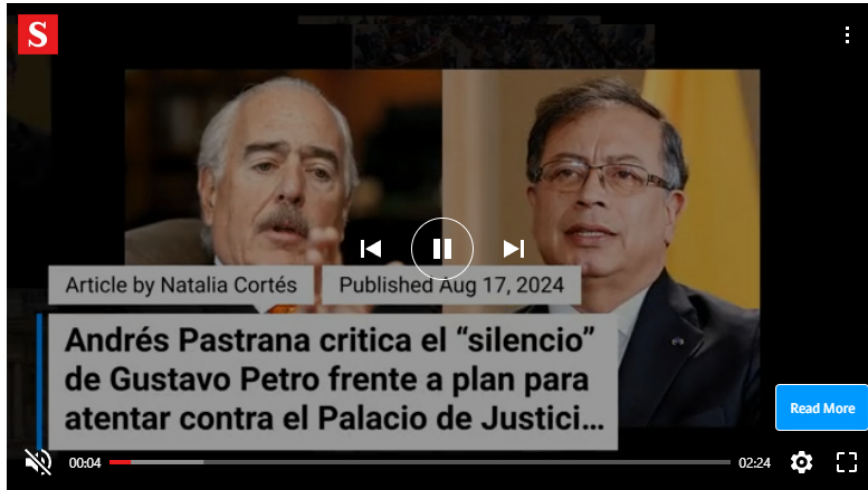 S
Article by Natalia Cortés
Published Aug 17, 2024
Andrés Pastrana critica el “silencio”
de Gustavo Petro frente a plan para
atentar contra el Palacio de Justici...
Read More
00:04
02:24